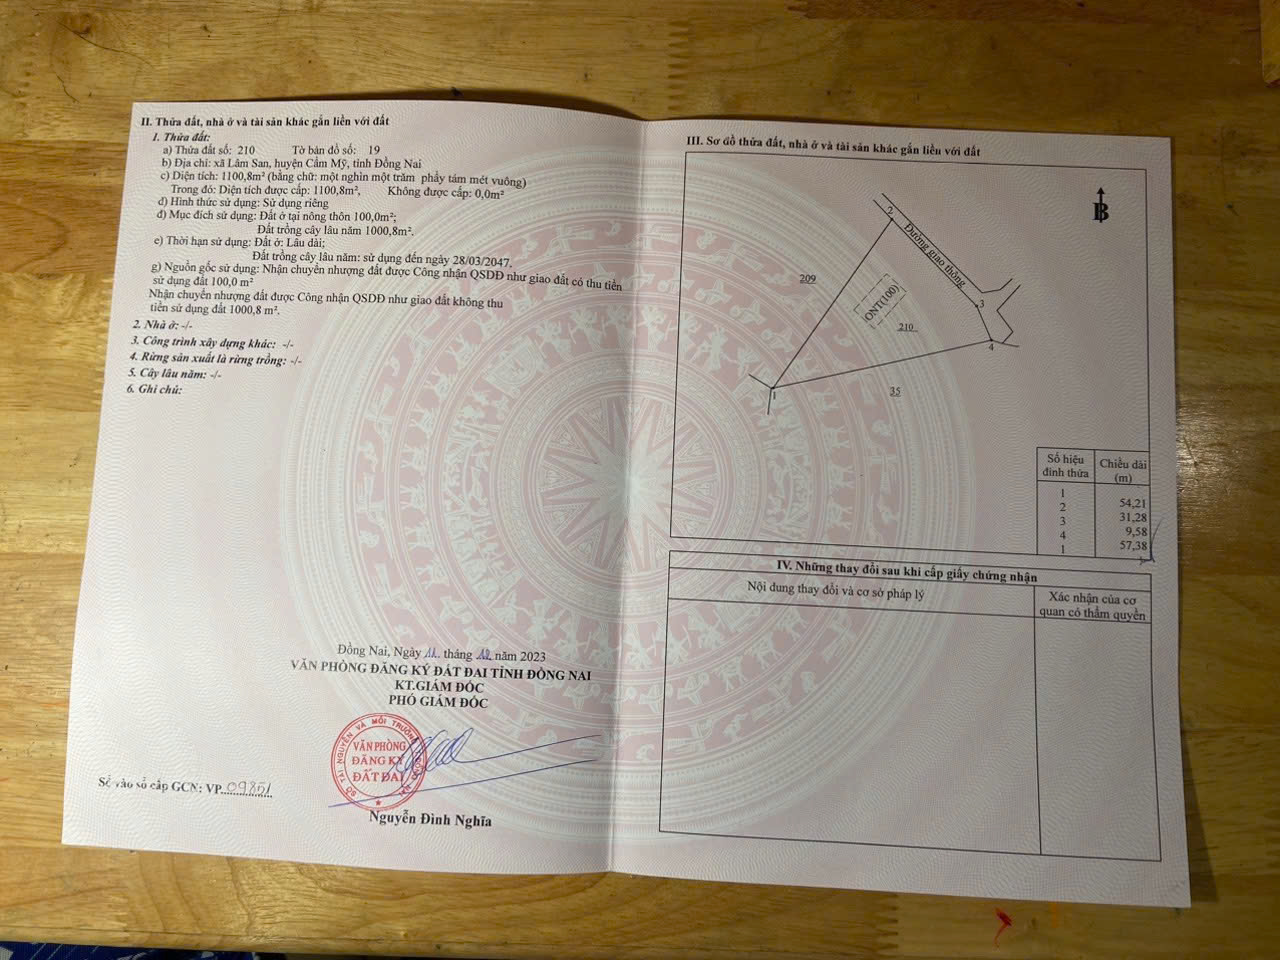 II. Thửa đất, nhà ở và tài sản khác gắn liền với đất
1. Thửa đất:
a) Thửa đất số: 210 Tờ bản đồ số: 19
b) Địa chỉ: xã Lâm San, huyện Cẩm Mỹ, tỉnh Đồng Nai
c) Diện tích: 1100,8m² (bằng chữ: một nghìn một trăm phẩy tám mét vuông)
Trong đó: Diện tích được cấp: 1100,8m², Không được cấp: 0,0m²
d) Hình thức sử dụng: Sử dụng riêng
đ) Mục đích sử dụng: Đất ở tại nông thôn 100,0m²;
Đất trồng cây lâu năm 1000,8m².
e) Thời hạn sử dụng: Đất ở: Lâu dài;
Đất trồng cây lâu năm: sử dụng đến ngày 28/03/2047.
g) Nguồn gốc sử dụng: Nhận chuyển nhượng đất được Công nhận QSDĐ như giao đất có thu tiền
sử dụng đất 100,0 m²
Nhận chuyển nhượng đất được Công nhận QSDĐ như giao đất không thu
tiền sử dụng đất 1000,8 m².
2. Nhà ở: -/-
3. Công trình xây dựng khác: -/-
4. Rừng sản xuất là rừng trồng: -/-
5. Cây lâu năm: -/-
6. Ghi chú:
Đồng Nai, Ngày 11 tháng 12 năm 2023
VĂN PHÒNG ĐĂNG KÝ ĐẤT ĐAI TỈNH ĐỒNG NAI
KT.GIÁM ĐỐC
PHÓ GIÁM ĐỐC
SỞ TÀI NGUYÊN VÀ MÔI TRƯỜNG
VĂN PHÒNG
ĐĂNG KÝ
ĐẤT ĐAI
Nguyễn Đình Nghĩa
Số vào sổ cấp GCN: VP 09851
III. Sơ đồ thửa đất, nhà ở và tài sản khác gắn liền với đất
B
2
Đường giao thông
209
ONT(100)
3
210
4
1
35
Số hiệu đỉnh thửa Chiều dài (m)
1
2 54,21
3 31,28
4 9,58
1 57,38
IV. Những thay đổi sau khi cấp giấy chứng nhận
Nội dung thay đổi và cơ sở pháp lý
Xác nhận của cơ
quan có thẩm quyền